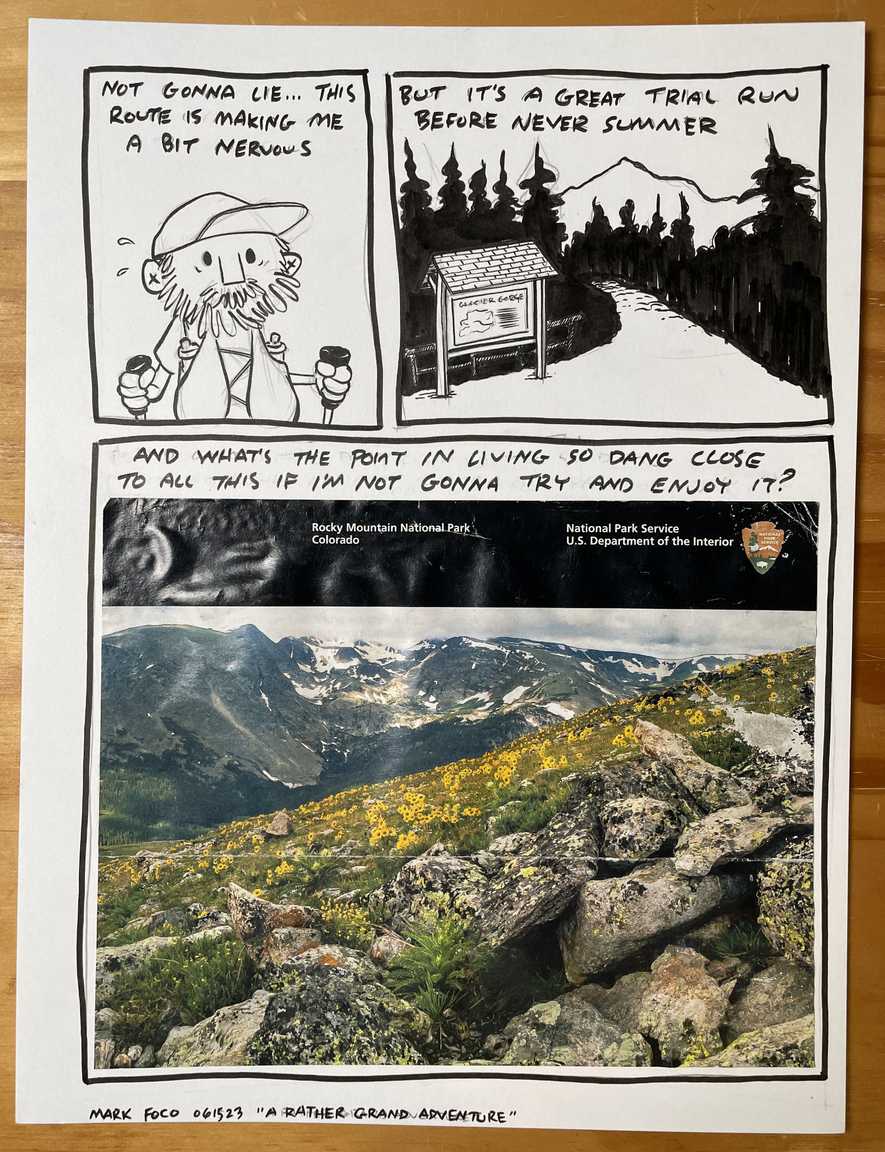 NOT GONNA LIE... THIS
ROUTE IS MAKING ME
A BIT NERVOUS
BUT IT'S A GREAT TRIAL RUN
BEFORE NEVER SUMMER
GLACIER GORGE
AND WHAT'S THE POINT IN LIVING SO DANG CLOSE
TO ALL THIS IF I'M NOT GONNA TRY AND ENJOY IT?
Rocky Mountain National Park
Colorado
National Park Service
U.S. Department of the Interior
NATIONAL
PARK
SERVICE
MARK FOCO 061523 "A RATHER GRAND ADVENTURE"